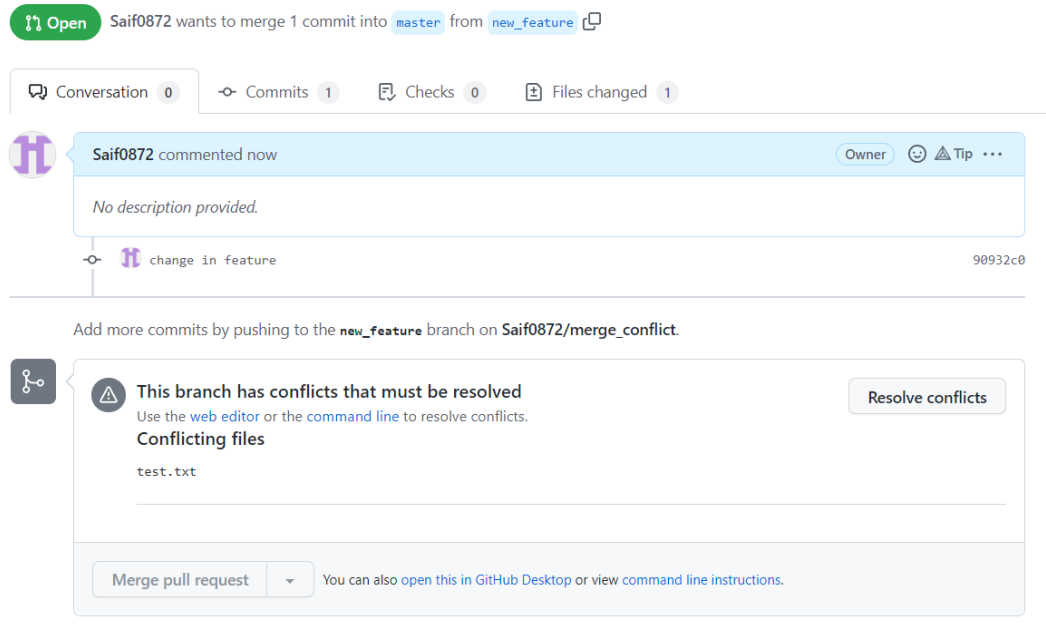 Open Saif0872 wants to merge 1 commit into master from new_feature
Conversation 0 Commits 1 Checks 0 Files changed 1
Saif0872 commented now Owner Tip
No description provided.
change in feature 90932c0
Add more commits by pushing to the new_feature branch on Saif0872/merge_conflict.
This branch has conflicts that must be resolved
Resolve conflicts
Use the web editor or the command line to resolve conflicts.
Conflicting files
test.txt
Merge pull request You can also open this in GitHub Desktop or view command line instructions.